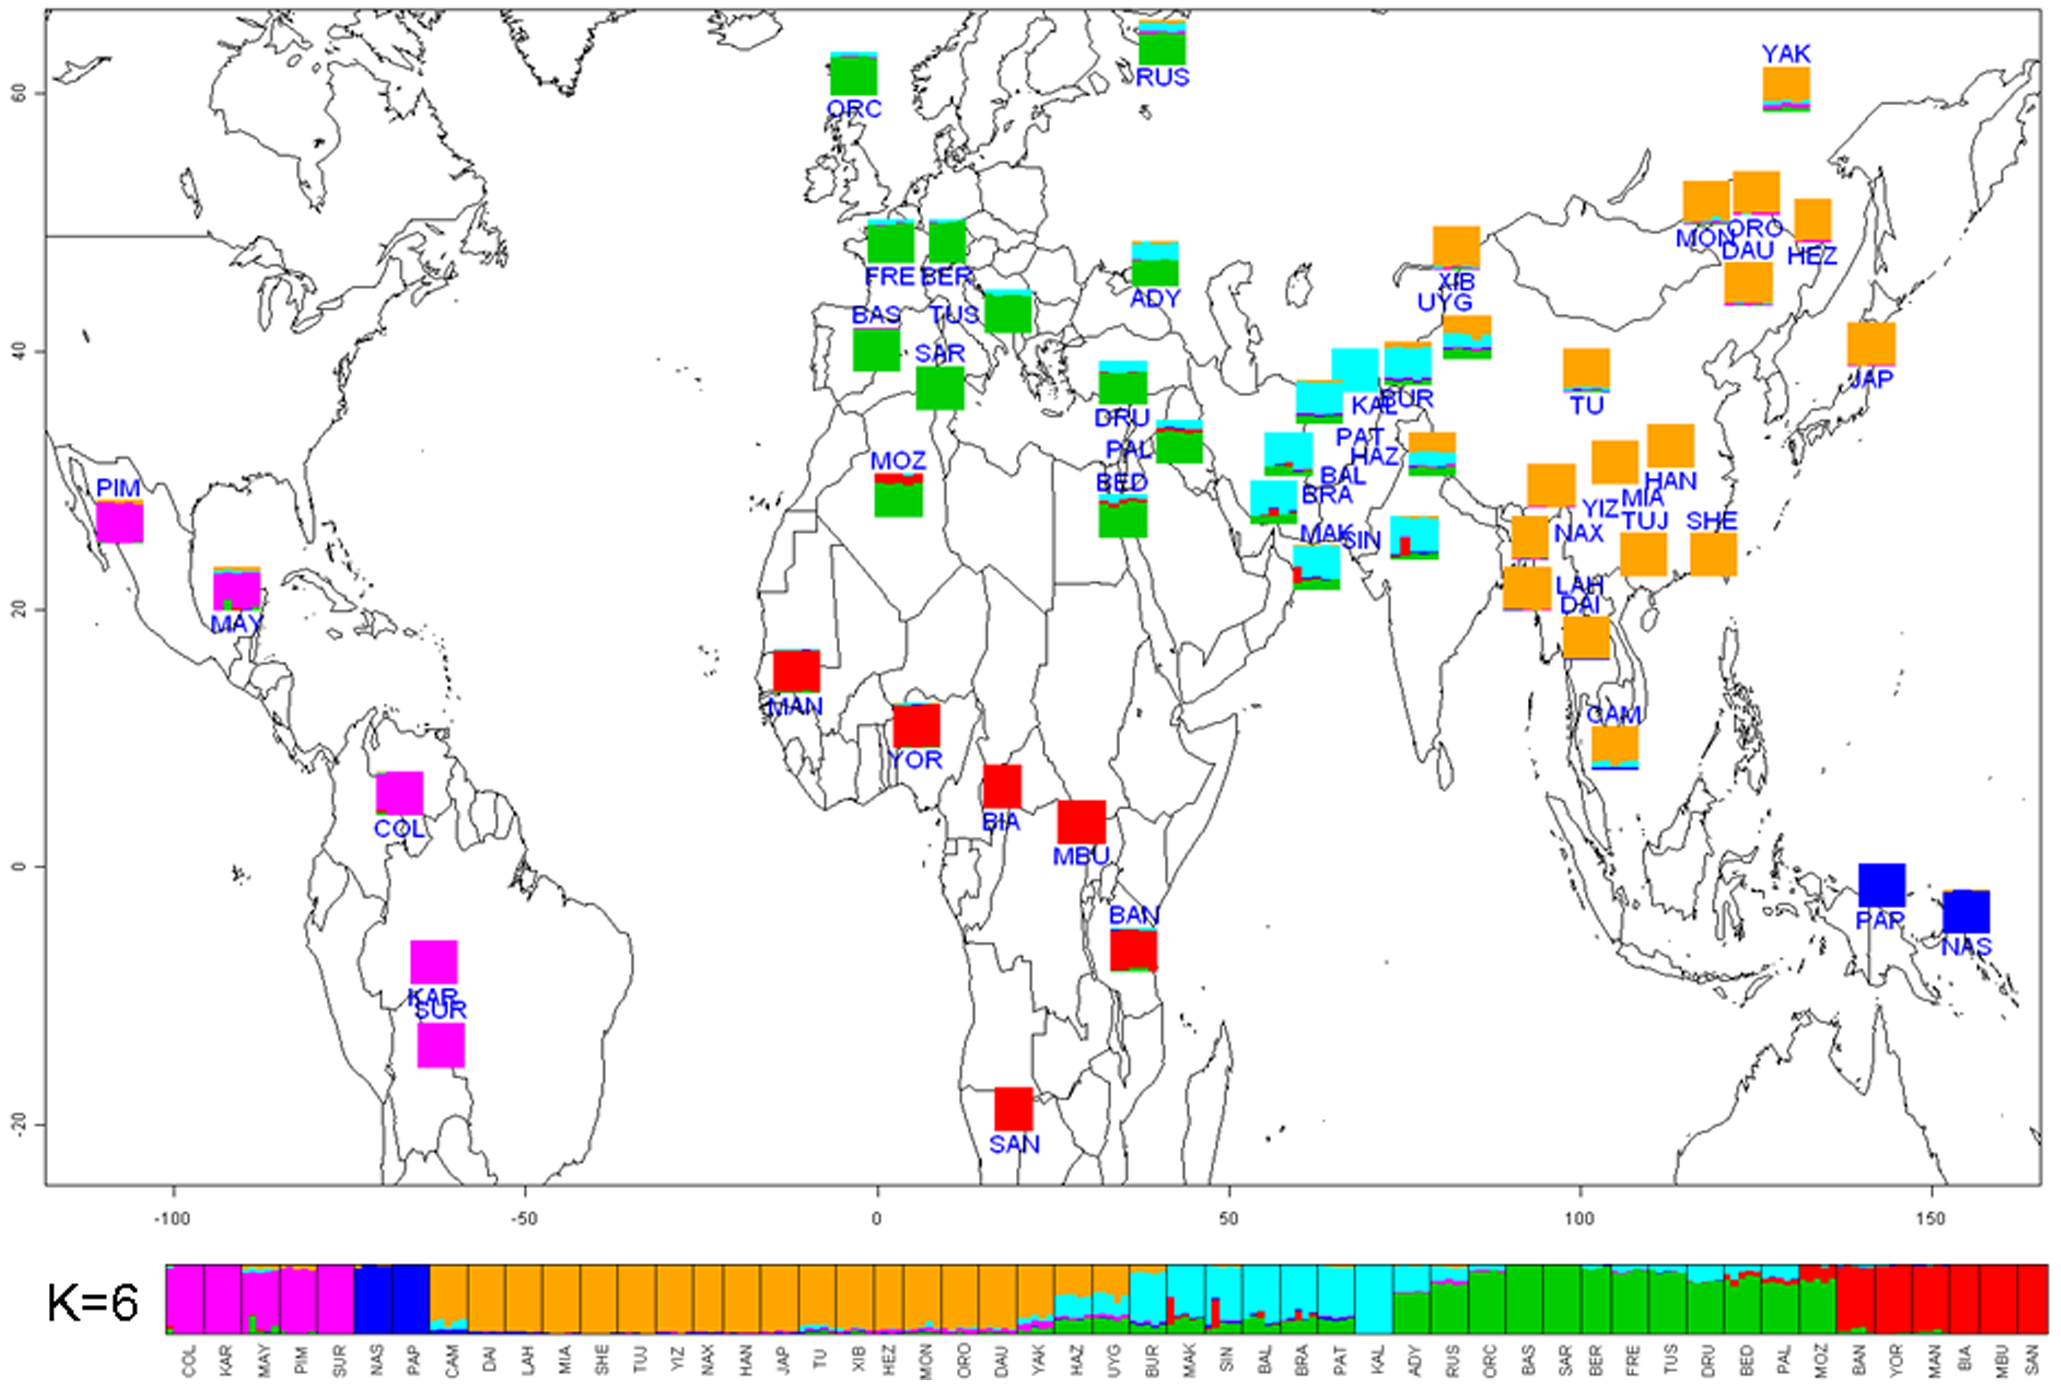 YAK
60
ORC
RUS
MON
ORO
DAU
HEZ
FRE
BER
ADY
XIB
UYG
BAS
TUS
40
SAR
JAP
DRU
KAL
BUR
TU
PAT
PAL
HAZ
MOZ
BED
BAL
HAN
PIM
BRA
MIA
YIZ
TUJ
SHE
MAK
SIN
NAX
LAH
DAI
20
MAY
MAN
CAM
YOR
COL
BIA
MBU
0
BAN
PAP
NAS
KAR
SUR
-20
SAN
-100
-50
0
50
100
150
K=6
COL KAR MAY PIM SUR NAS PAP CAM DAI LAH MIA SHE TUJ YIZ NAX HAN JAP TU XIB HEZ MON ORO DAU YAK HAZ UYG BUR MAK SIN BAL BRA PAT KAL ADY RUS ORC BAS SAR BER FRE TUS DRU BED PAL MOZ BAN YOR MAN BIA MBU SAN